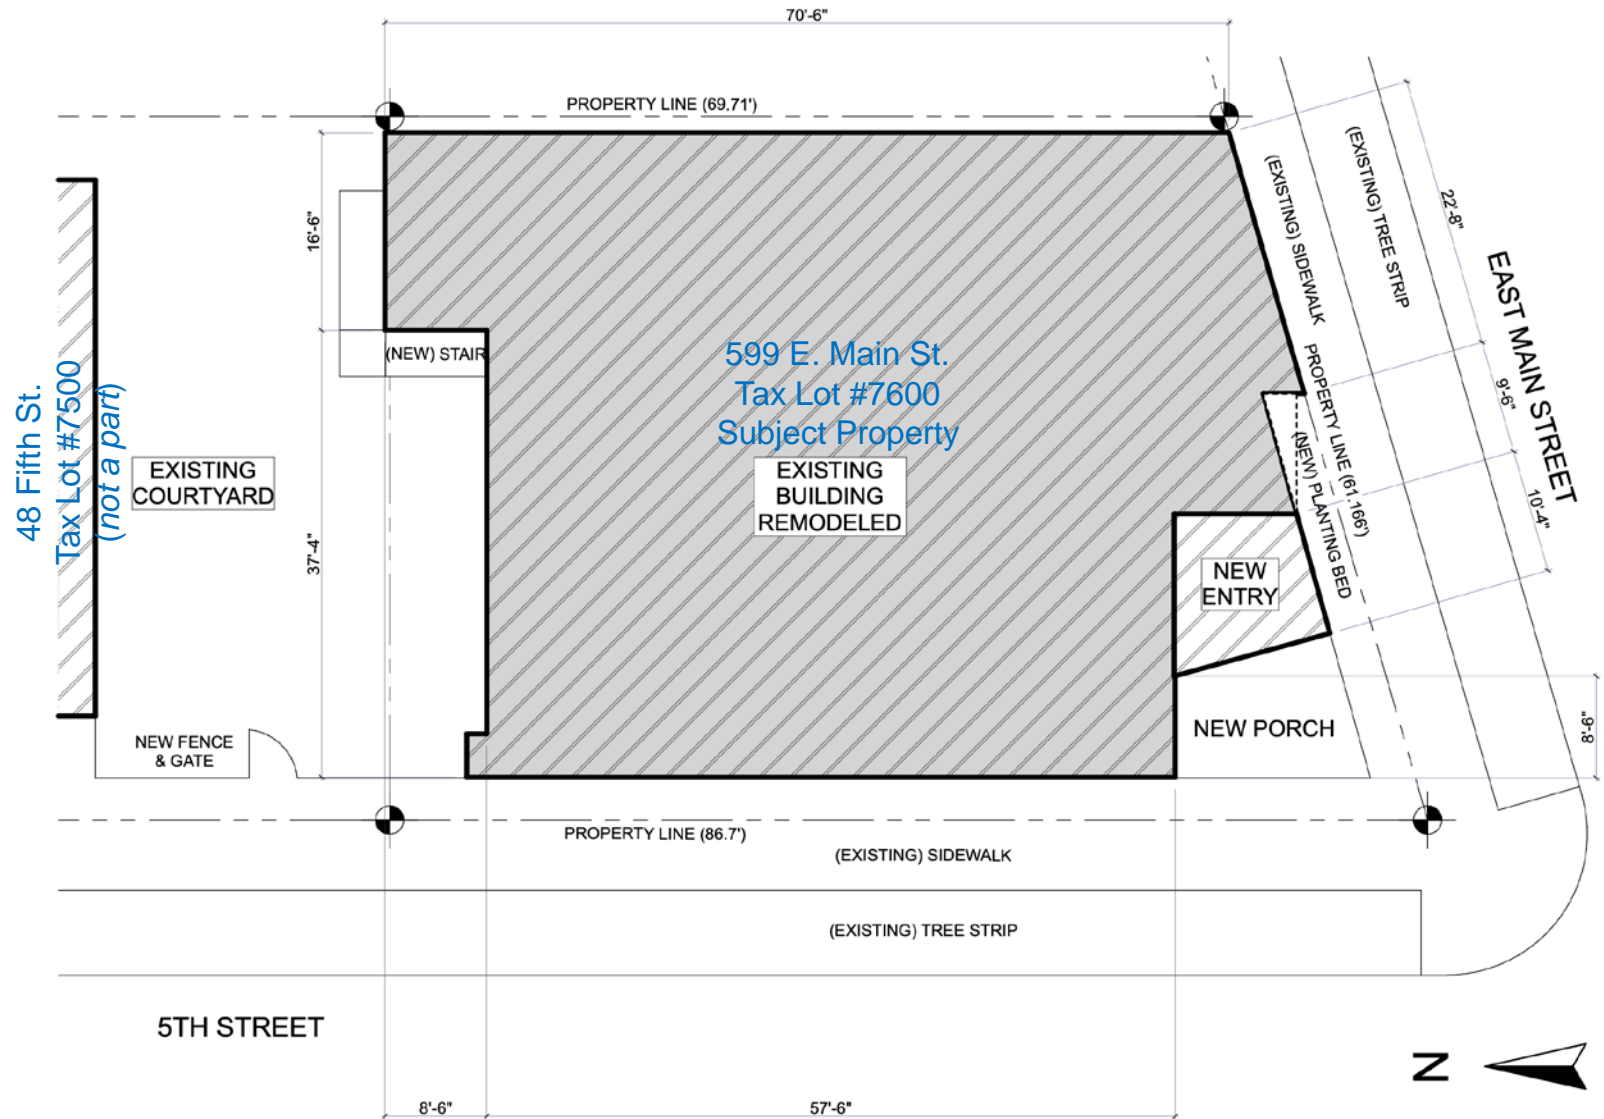 70'-6"
PROPERTY LINE (69.71')
(EXISTING) TREE STRIP
(EXISTING) SIDEWALK
22'-8"
16'-6"
EAST MAIN STREET
(NEW) STAIR
599 E. Main St.
Tax Lot #7600
Subject Property
48 Fifth St.
Tax Lot #7500
(not a part)
PROPERTY LINE (61.166')
9'-6"
(NEW) PLANTING BED
EXISTING
COURTYARD
EXISTING
BUILDING
REMODELED
10'-4"
37'-4"
NEW
ENTRY
8'-6"
NEW PORCH
NEW FENCE
& GATE
PROPERTY LINE (86.7')
(EXISTING) SIDEWALK
(EXISTING) TREE STRIP
5TH STREET
N
8'-6"
57'-6"